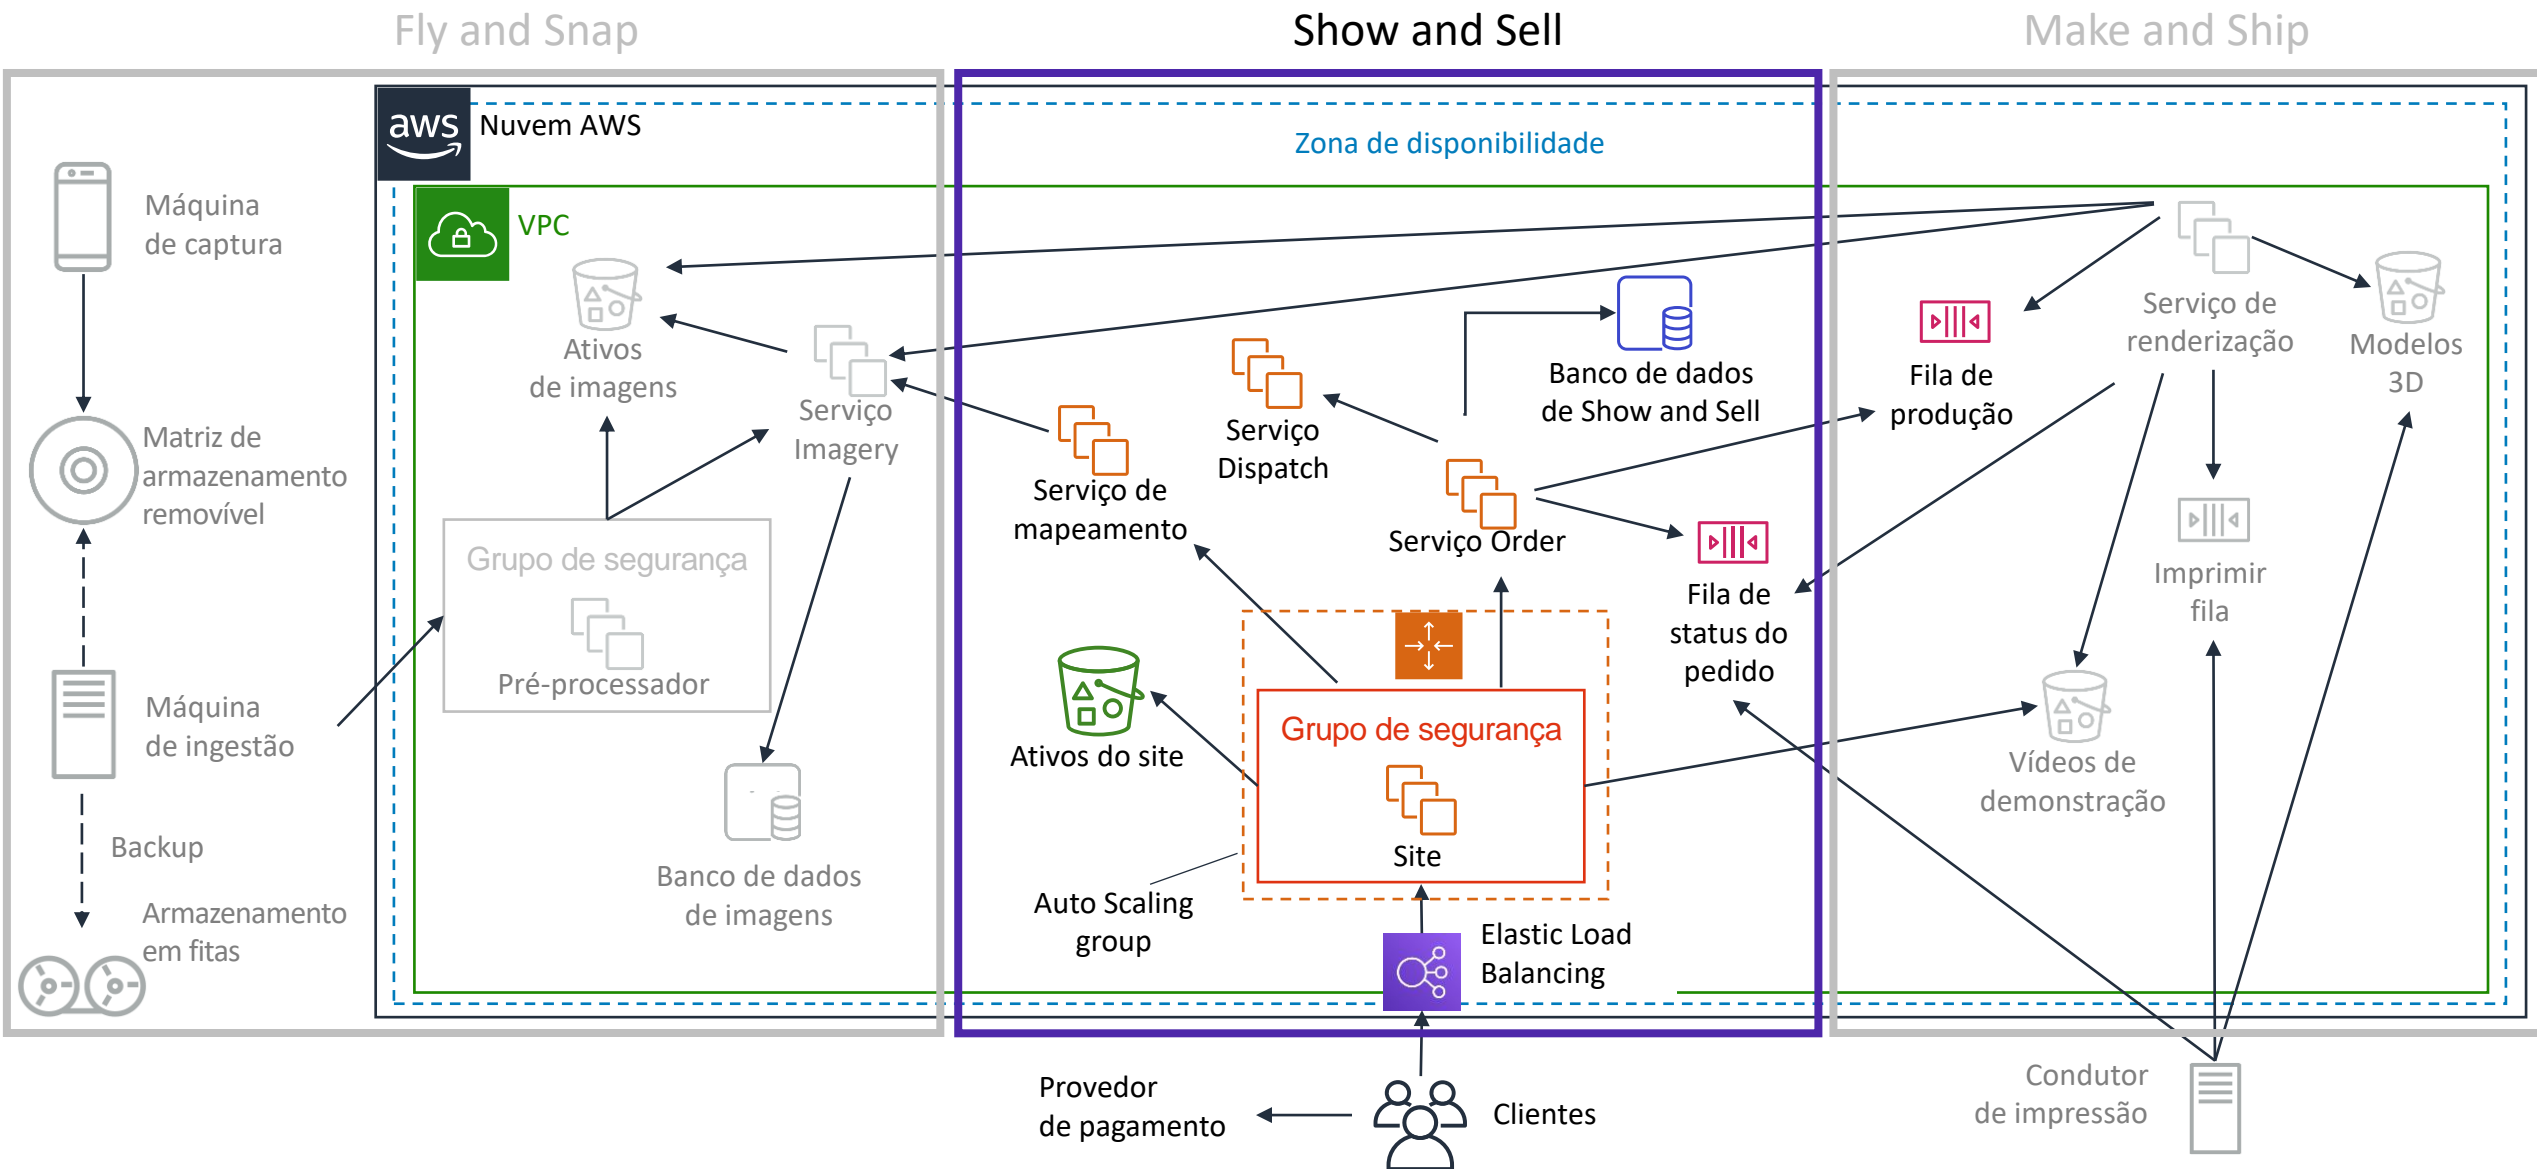 Fly and Snap
Show and Sell
Make and Ship
aws
Nuvem AWS
Zona de disponibilidade
VPC
Máquina
de captura
Matriz de
armazenamento
removível
Máquina
de ingestão
Backup
Armazenamento
em fitas
Ativos
de imagens
Serviço
Imagery
Grupo de segurança
Pré-processador
Banco de dados
de imagens
Serviço de
mapeamento
Serviço
Dispatch
Banco de dados
de Show and Sell
Serviço Order
Fila de
status do
pedido
Ativos do site
Grupo de segurança
Site
Auto Scaling
group
Elastic Load
Balancing
Provedor
de pagamento
Clientes
Fila de
produção
Serviço de
renderização
Modelos
3D
Imprimir
fila
Vídeos de
demonstração
Condutor
de impressão